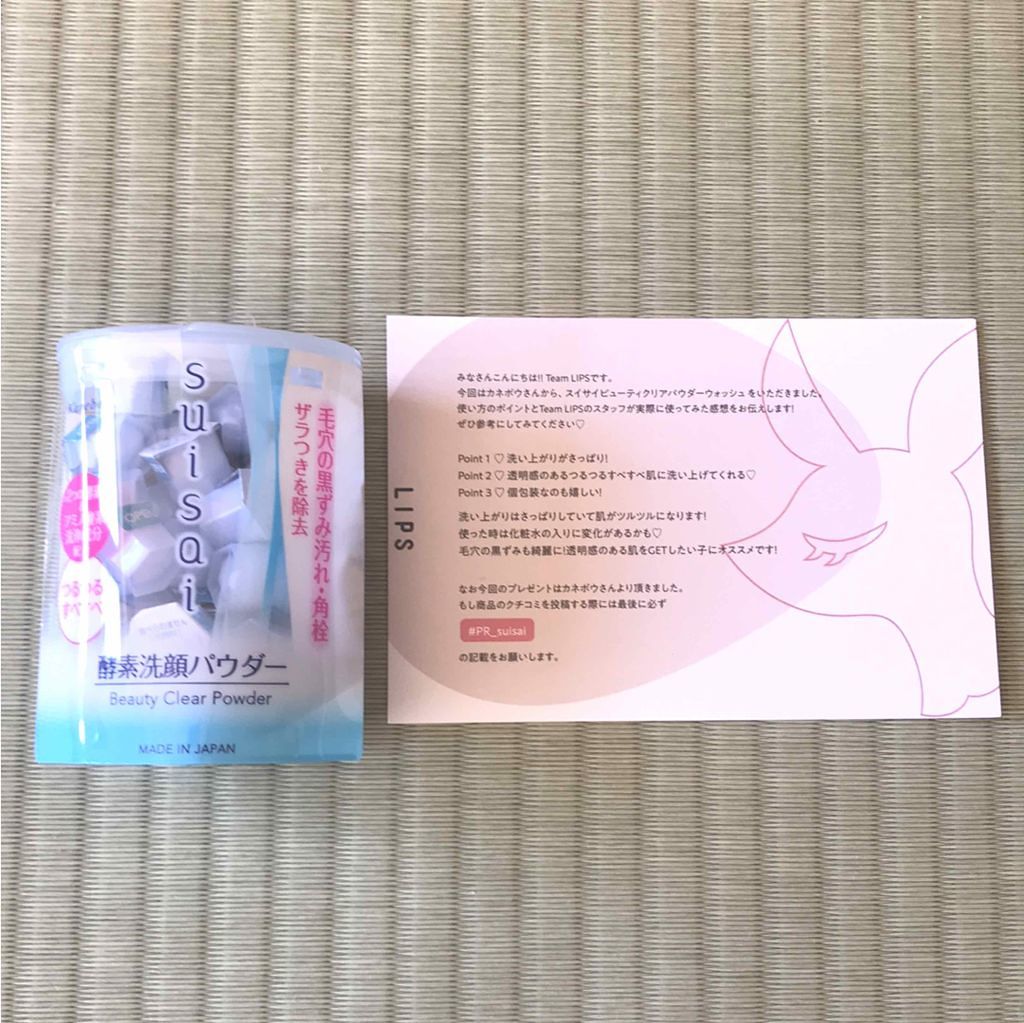 Kanebo
suisai
毛穴の黒ずみ汚れ・角栓
ザラつきを除去
つるつる
すべすべ
酵素洗顔パウダー
Beauty Clear Powder
MADE IN JAPAN
LIPS
みなさんこんにちは!! Team LIPSです。
今回はカネボウさんから、スイサイビューティクリアパウダーウォッシュ をいただきました。
使い方のポイントとTeam LIPSのスタッフが実際に使ってみた感想をお伝えします!
ぜひ参考にしてみてください♡
Point 1 ♡ 洗い上がりがさっぱり!
Point 2 ♡ 透明感のあるつるつるすべすべ肌に洗い上げてくれる♡
Point 3 ♡ 個包装なのも嬉しい!
洗い上がりはさっぱりしていて肌がツルツルになります!
使った時は化粧水の入りに変化があるかも♡
毛穴の黒ずみも綺麗に!透明感のある肌をGETしたい子にオススメです!
なお今回のプレゼントはカネボウさんより頂きました。
もし商品のクチコミを投稿する際には最後に必ず
#PR_suisai
の記載をお願いします。